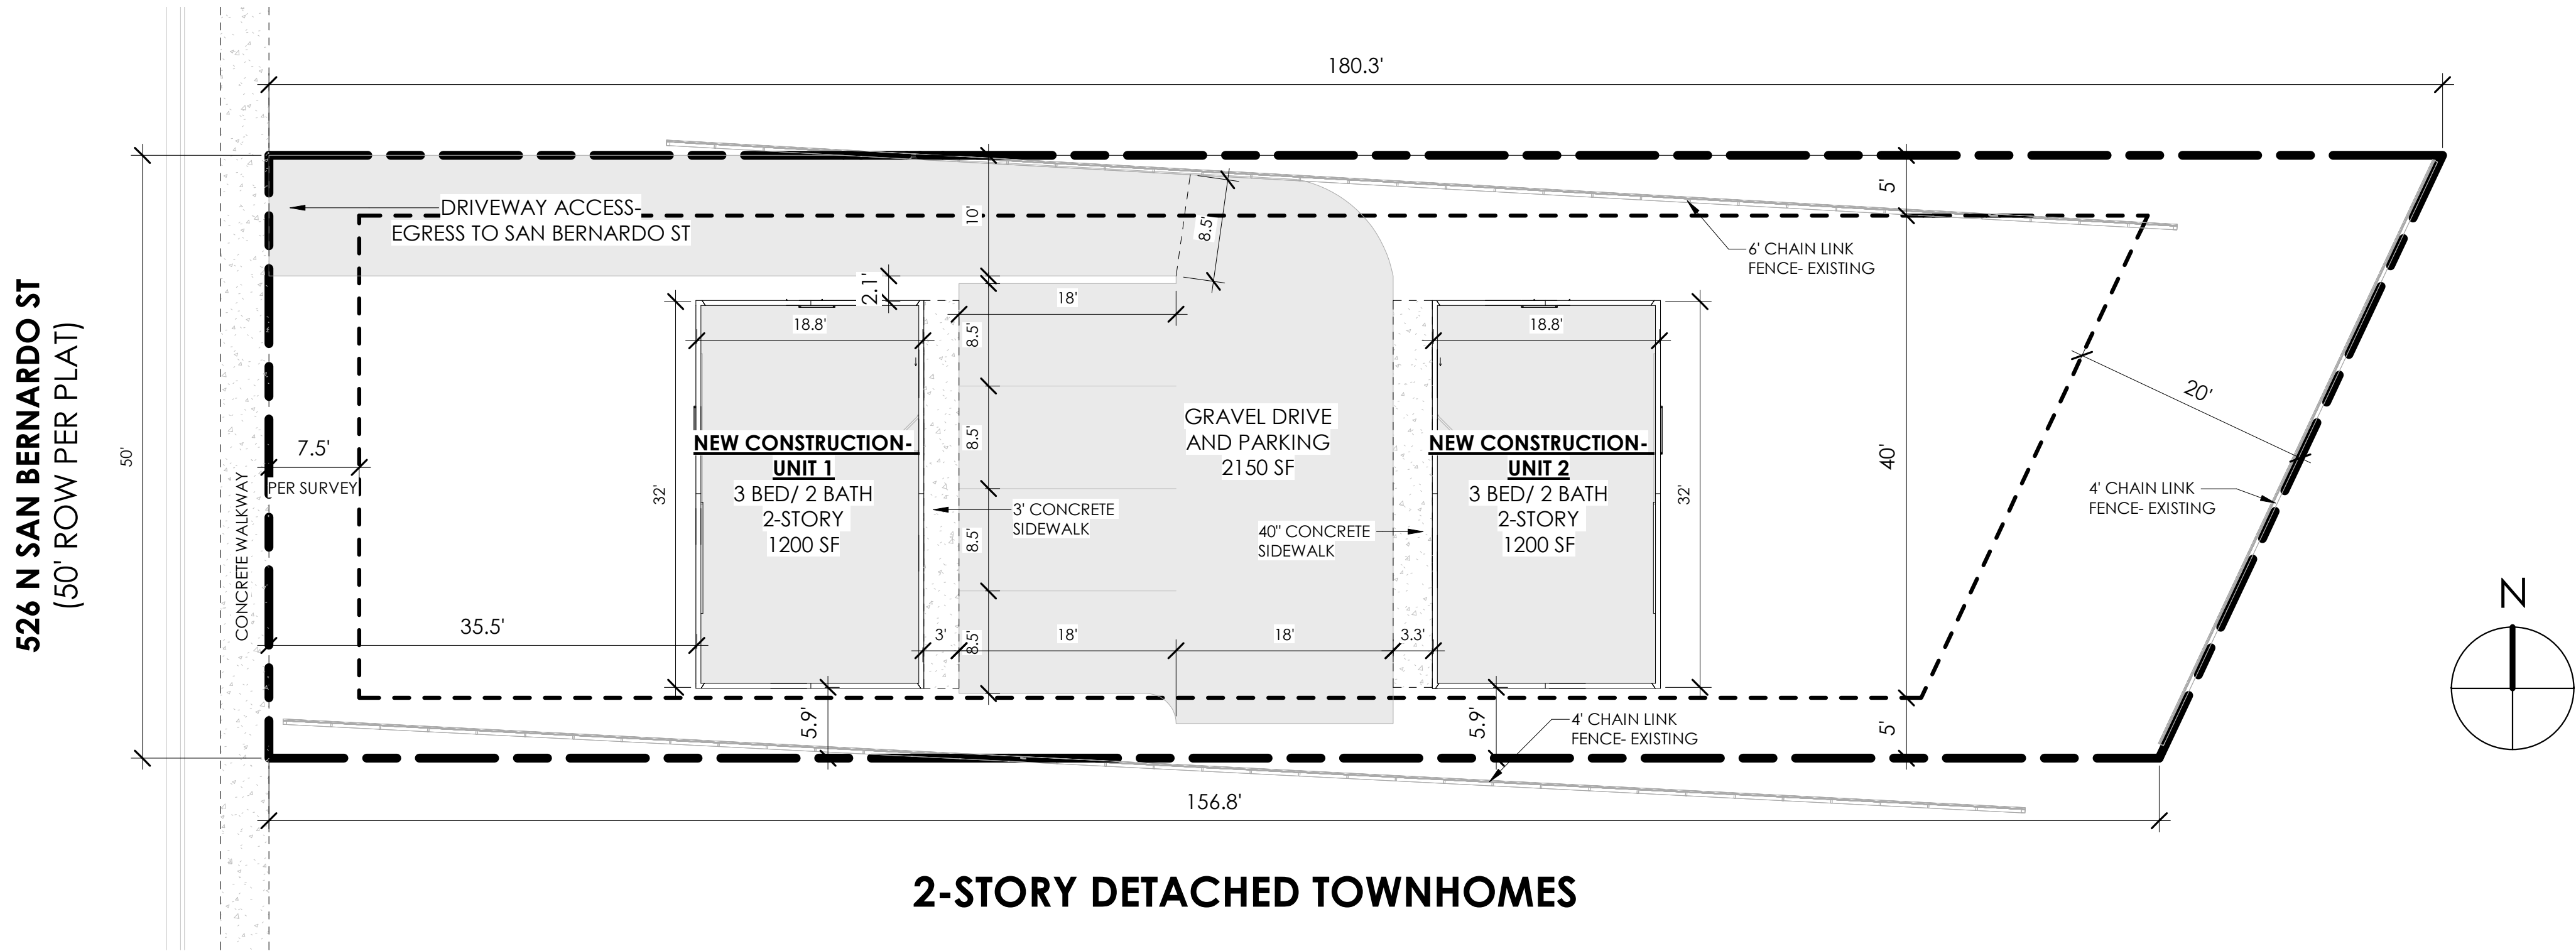 180.3'
526 N SAN BERNARDO ST
(50' ROW PER PLAT)
50'
CONCRETE WALKWAY
DRIVEWAY ACCESS-
EGRESS TO SAN BERNARDO ST
7.5'
PER SURVEY
35.5'
2.1'
10'
8.5'
18'
18.8'
32'
NEW CONSTRUCTION-
UNIT 1
3 BED/ 2 BATH
2-STORY
1200 SF
8.5'
8.5'
8.5'
8.5'
3' CONCRETE
SIDEWALK
GRAVEL DRIVE
AND PARKING
2150 SF
40" CONCRETE
SIDEWALK
3'
18'
18'
3.3'
18.8'
NEW CONSTRUCTION-
UNIT 2
3 BED/ 2 BATH
2-STORY
1200 SF
32'
6' CHAIN LINK
FENCE- EXISTING
5'
40'
5'
20'
4' CHAIN LINK
FENCE- EXISTING
N
5.9'
5.9'
4' CHAIN LINK
FENCE- EXISTING
156.8'
2-STORY DETACHED TOWNHOMES